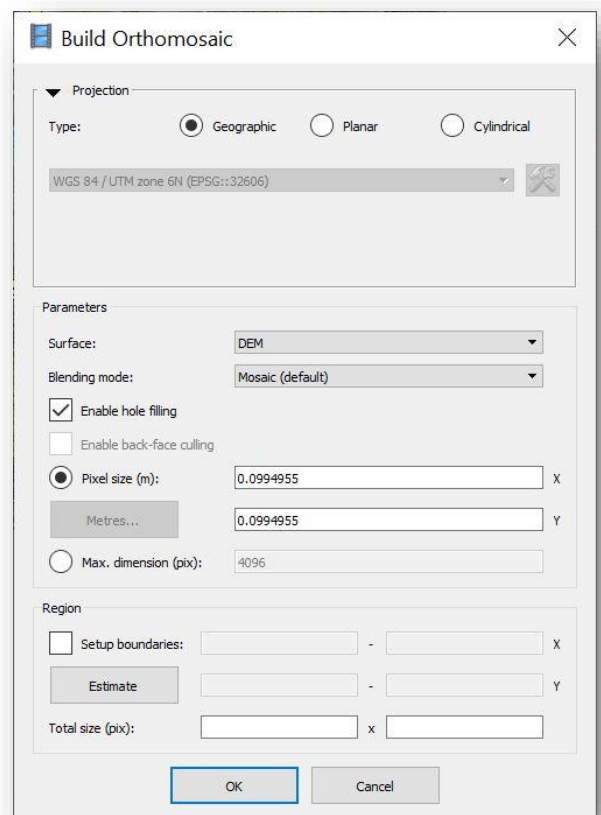 Build Orthomosaic
Projection
Type: Geographic Planar Cylindrical
WGS 84 / UTM zone 6N (EPSG::32606)
Parameters
Surface: DEM
Blending mode: Mosaic (default)
Enable hole filling
Enable back-face culling
Pixel size (m): 0.0994955 X
Metres... 0.0994955 Y
Max. dimension (pix): 4096
Region
Setup boundaries: - X
Estimate - Y
Total size (pix): x
OK Cancel